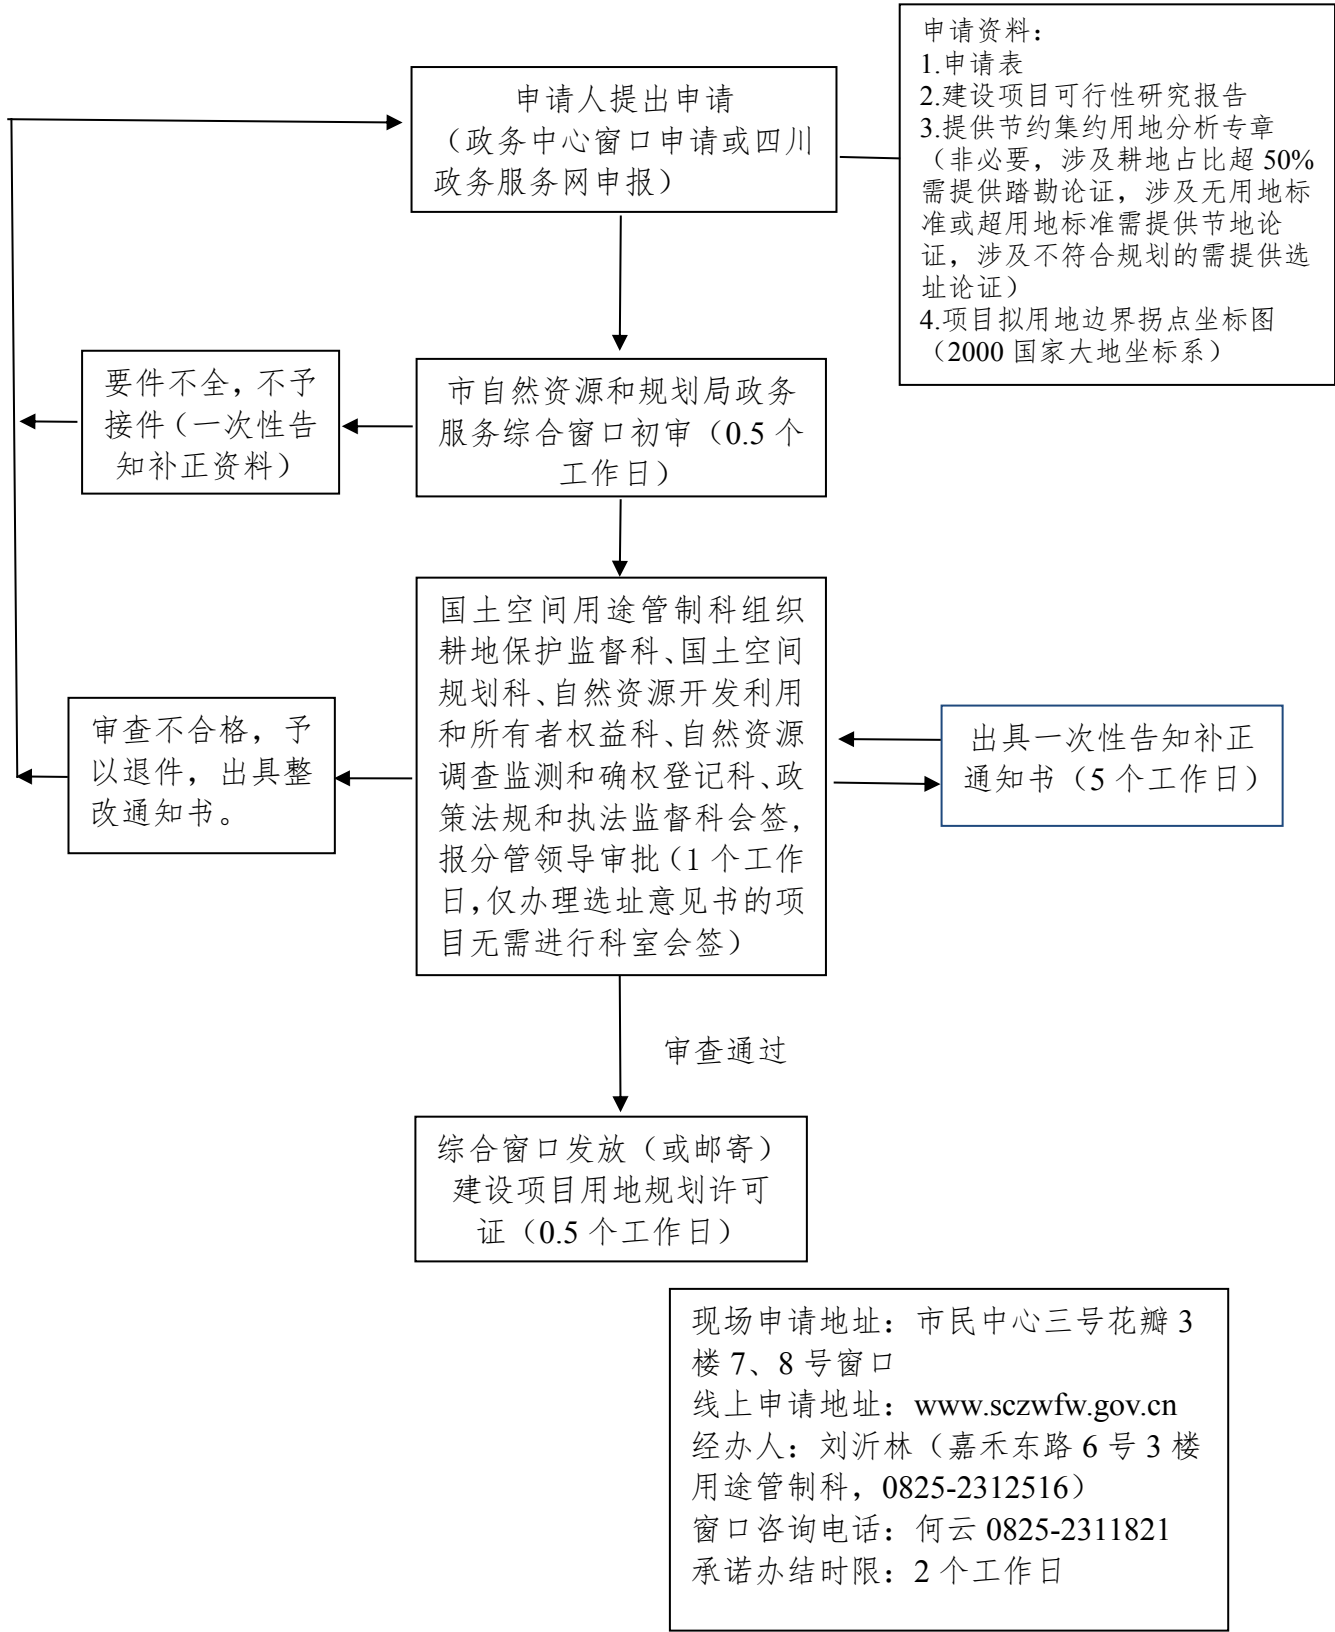 申请资料：
1.申请表
2.建设项目可行性研究报告
3.提供节约集约用地分析专章
（非必要，涉及耕地占比超 50%
需提供踏勘论证，涉及无用地标
准或超用地标准需提供节地论
证，涉及不符合规划的需提供选
址论证）
4.项目拟用地边界拐点坐标图
（2000 国家大地坐标系）
申请人提出申请
（政务中心窗口申请或四川
政务服务网申报）
要件不全，不予
接件（一次性告
知补正资料）
市自然资源和规划局政务
服务综合窗口初审（0.5 个
工作日）
国土空间用途管制科组织
耕地保护监督科、国土空间
规划科、自然资源开发利用
和所有者权益科、自然资源
调查监测和确权登记科、政
策法规和执法监督科会签，
报分管领导审批（1 个工作
日，仅办理选址意见书的项
目无需进行科室会签）
审查不合格，予
以退件，出具整
改通知书。
出具一次性告知补正
通知书（5 个工作日）
审查通过
综合窗口发放（或邮寄）
建设项目用地规划许可
证（0.5 个工作日）
现场申请地址：市民中心三号花瓣 3
楼 7、8 号窗口
线上申请地址：www.sczwfw.gov.cn
经办人：刘沂林（嘉禾东路 6 号 3 楼
用途管制科，0825-2312516）
窗口咨询电话：何云 0825-2311821
承诺办结时限：2 个工作日